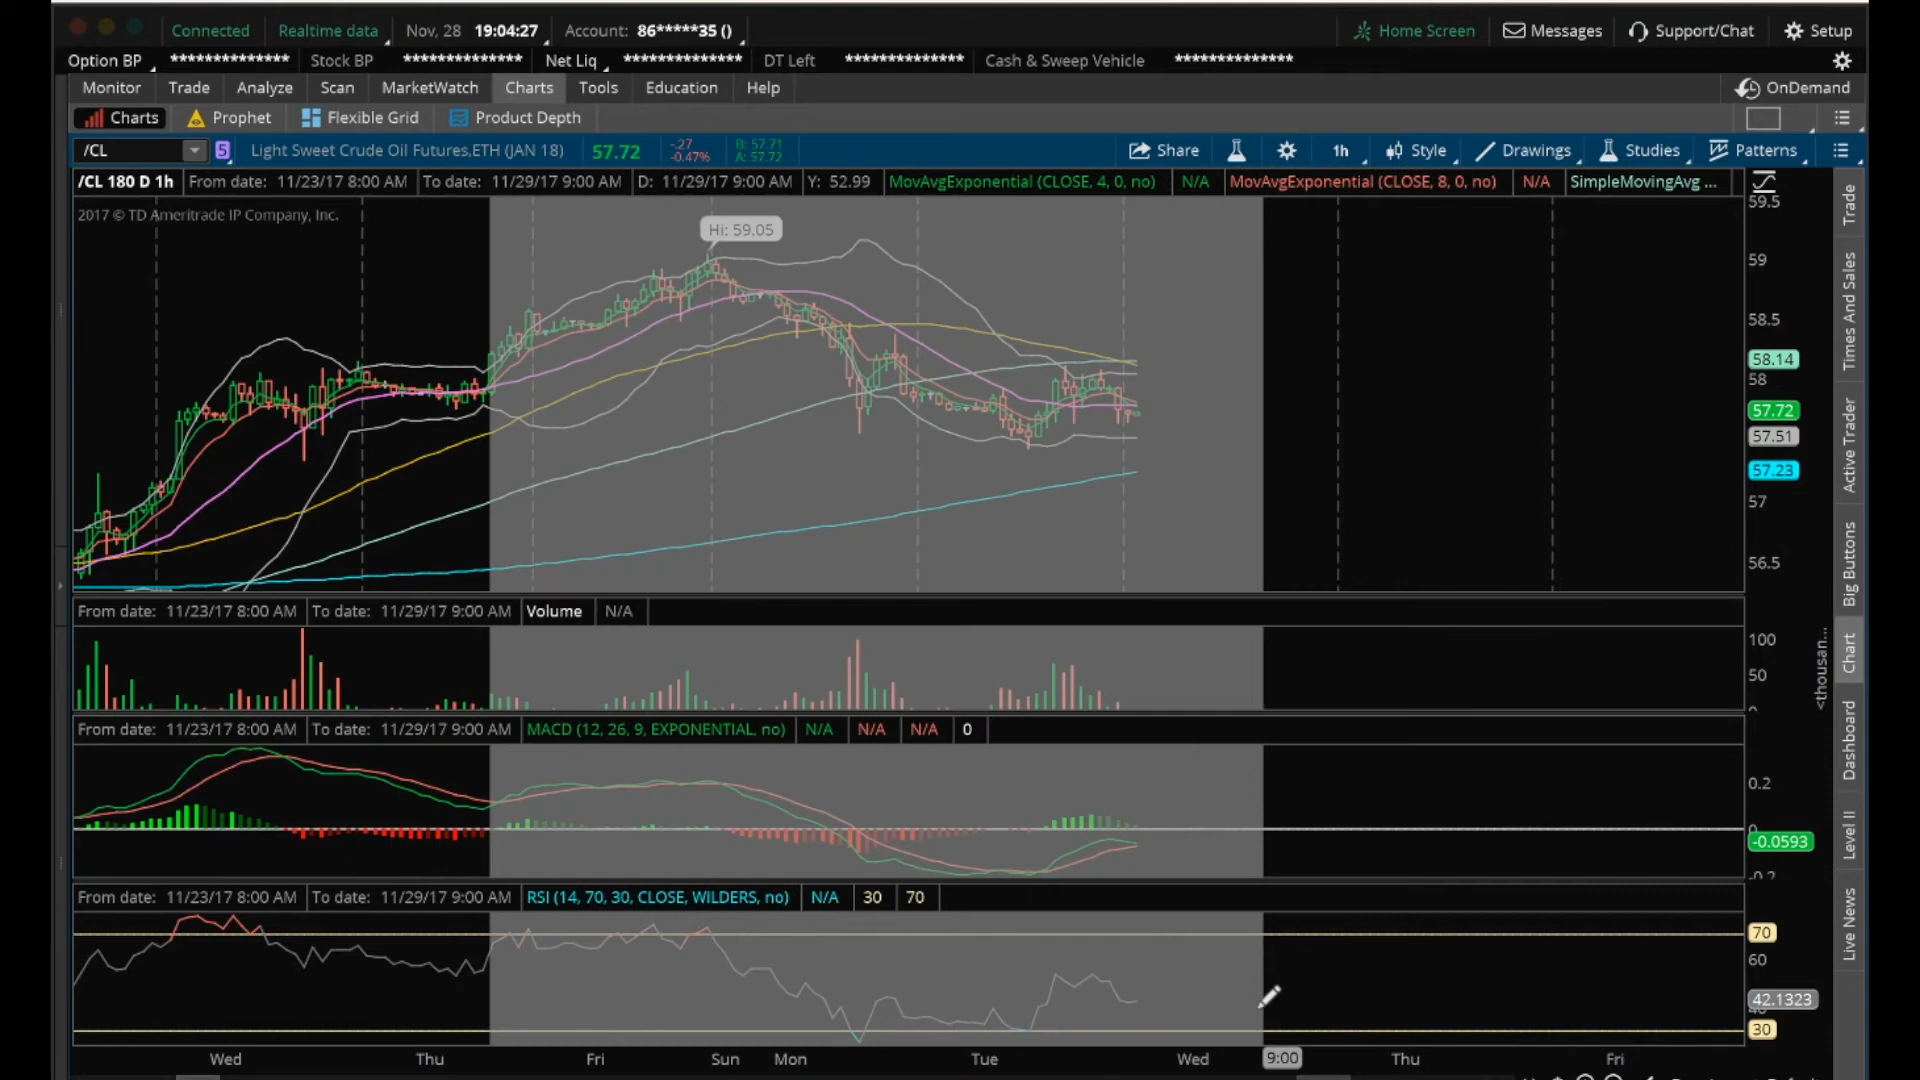 Connected Realtime data Nov, 28 19:04:27 Account: 86*****35 () Home Screen Messages Support/Chat Setup
Option BP ************** Stock BP ************** Net Liq ************** DT Left ************** Cash & Sweep Vehicle **************
Monitor Trade Analyze Scan MarketWatch Charts Tools Education Help OnDemand
Charts Prophet Flexible Grid Product Depth
/CL 5 Light Sweet Crude Oil Futures,ETH (JAN 18) 57.72 -.27 -0.47% B: 57.71 A: 57.72 Share 1h Style Drawings Studies Patterns
/CL 180 D 1h From date: 11/23/17 8:00 AM To date: 11/29/17 9:00 AM D: 11/29/17 9:00 AM Y: 52.99 MovAvgExponential (CLOSE, 4, 0, no) N/A MovAvgExponential (CLOSE, 8, 0, no) N/A SimpleMovingAvg ...
2017 © TD Ameritrade IP Company, Inc.
Hi: 59.05
59.5
59
58.5
58.14
58
57.72
57.51
57.23
57
56.5
From date: 11/23/17 8:00 AM To date: 11/29/17 9:00 AM Volume N/A
100
50
0
<thousan...
From date: 11/23/17 8:00 AM To date: 11/29/17 9:00 AM MACD (12, 26, 9, EXPONENTIAL, no) N/A N/A N/A 0
0.2
0
-0.0593
-0.2
From date: 11/23/17 8:00 AM To date: 11/29/17 9:00 AM RSI (14, 70, 30, CLOSE, WILDERS, no) N/A 30 70
70
60
42.1323
30
Wed Thu Fri Sun Mon Tue Wed 9:00 Thu Fri
Trade
Times And Sales
Active Trader
Big Buttons
Chart
Dashboard
Level II
Live News